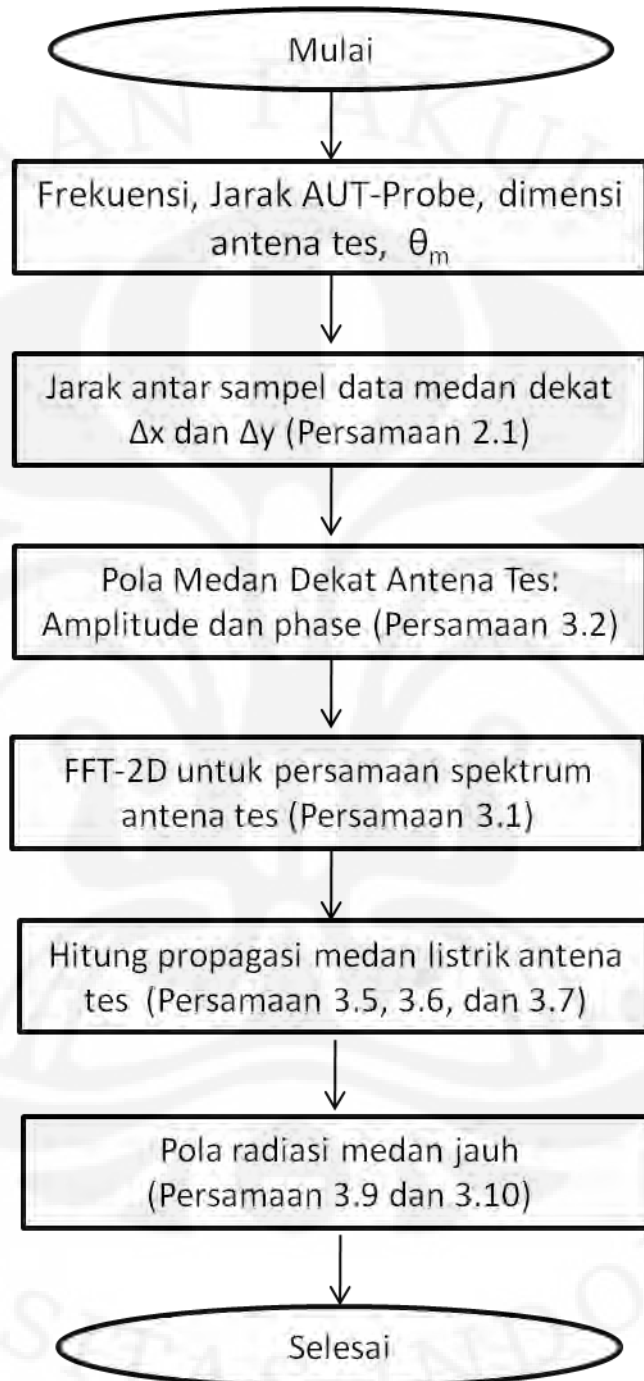 Mulai
Frekuensi, Jarak AUT-Probe, dimensi
antena tes, θₘ
Jarak antar sampel data medan dekat
Δx dan Δy (Persamaan 2.1)
Pola Medan Dekat Antena Tes:
Amplitude dan phase (Persamaan 3.2)
FFT-2D untuk persamaan spektrum
antena tes (Persamaan 3.1)
Hitung propagasi medan listrik antena
tes (Persamaan 3.5, 3.6, dan 3.7)
Pola radiasi medan jauh
(Persamaan 3.9 dan 3.10)
Selesai